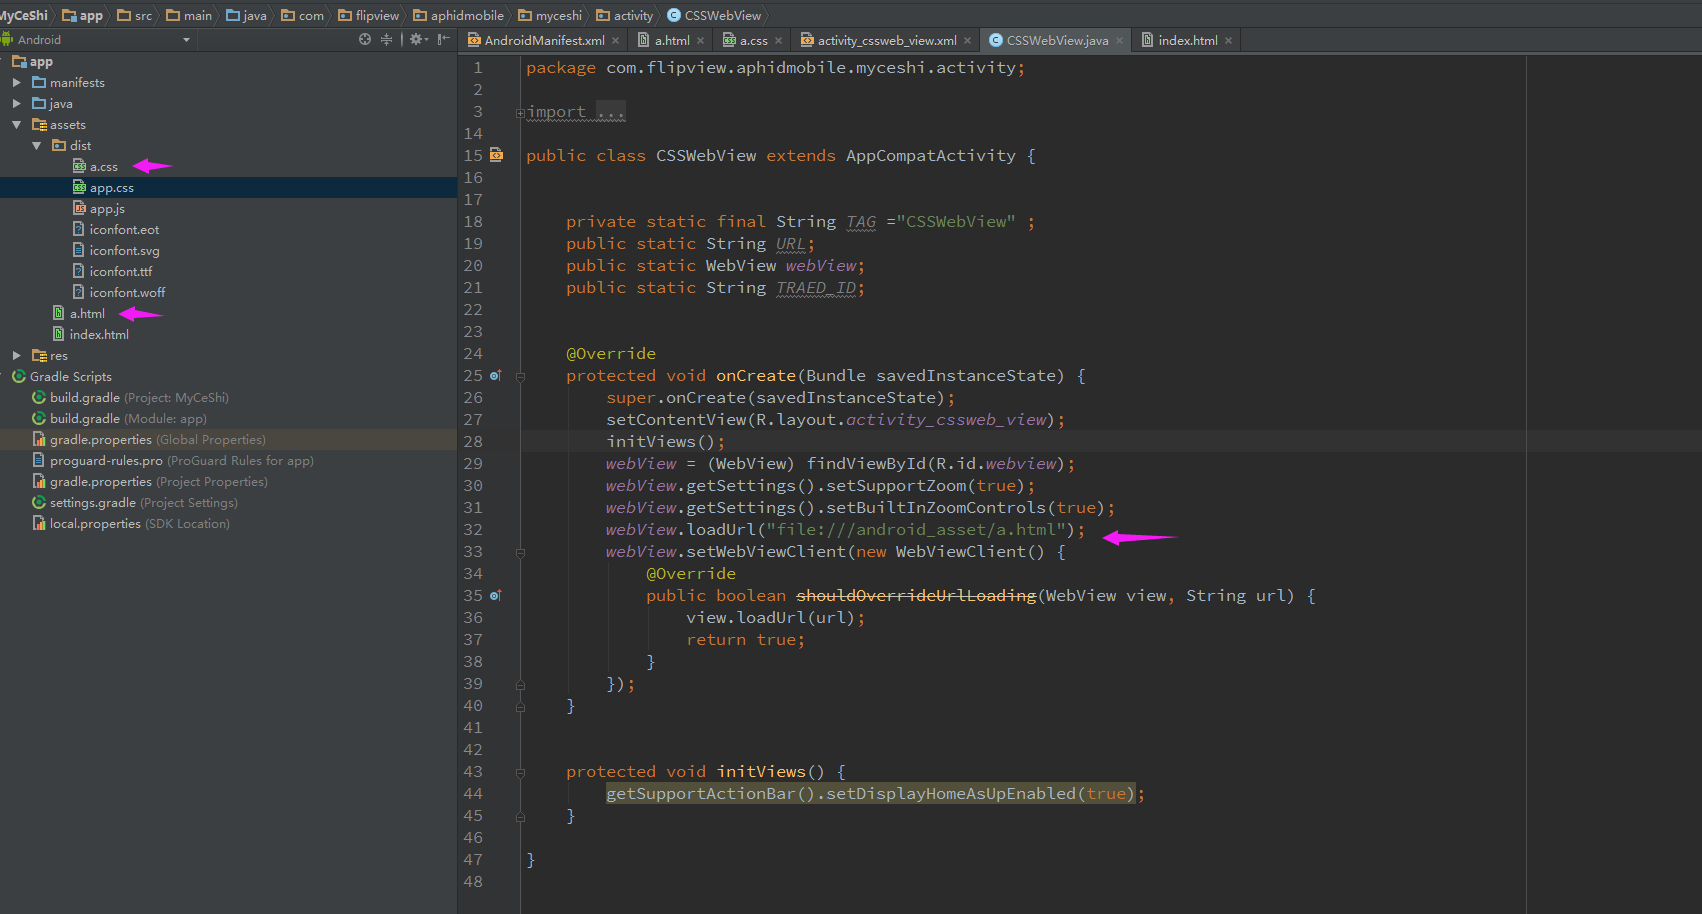 MyCeShi app src main java com flipview aphidmobile myceshi activity CSSWebView
Android
AndroidManifest.xml a.html a.css activity_cssweb_view.xml CSSWebView.java index.html
app
manifests
java
assets
dist
a.css
app.css
app.js
iconfont.eot
iconfont.svg
iconfont.ttf
iconfont.woff
a.html
index.html
res
Gradle Scripts
build.gradle (Project: MyCeShi)
build.gradle (Module: app)
gradle.properties (Global Properties)
proguard-rules.pro (ProGuard Rules for app)
gradle.properties (Project Properties)
settings.gradle (Project Settings)
local.properties (SDK Location)
1 package com.flipview.aphidmobile.myceshi.activity;
2
3 import ...
14
15 public class CSSWebView extends AppCompatActivity {
16
17
18 private static final String TAG ="CSSWebView" ;
19 public static String URL;
20 public static WebView webView;
21 public static String TRAED_ID;
22
23
24 @Override
25 protected void onCreate(Bundle savedInstanceState) {
26 super.onCreate(savedInstanceState);
27 setContentView(R.layout.activity_cssweb_view);
28 initViews();
29 webView = (WebView) findViewById(R.id.webview);
30 webView.getSettings().setSupportZoom(true);
31 webView.getSettings().setBuiltInZoomControls(true);
32 webView.loadUrl("file:///android_asset/a.html");
33 webView.setWebViewClient(new WebViewClient() {
34 @Override
35 public boolean shouldOverrideUrlLoading(WebView view, String url) {
36 view.loadUrl(url);
37 return true;
38 }
39 });
40 }
41
42
43 protected void initViews() {
44 getSupportActionBar().setDisplayHomeAsUpEnabled(true);
45 }
46
47 }
48